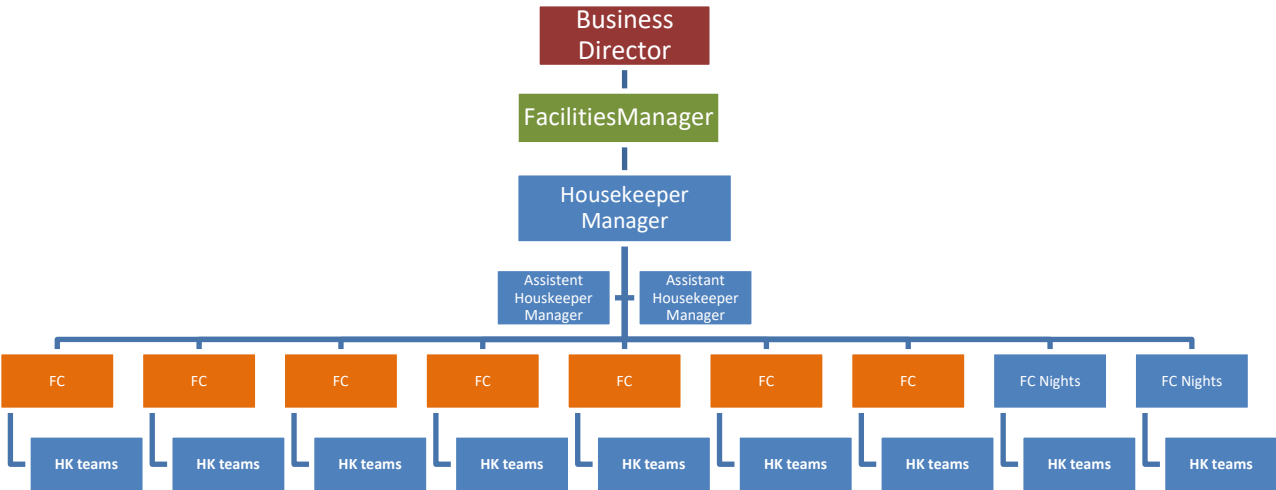 Business
Director
FacilitiesManager
Housekeeper
Manager
Assistent
Houskeeper
Manager
Assistant
Housekeeper
Manager
FC
FC
FC
FC
FC
FC
FC
FC Nights
FC Nights
HK teams
HK teams
HK teams
HK teams
HK teams
HK teams
HK teams
HK teams
HK teams